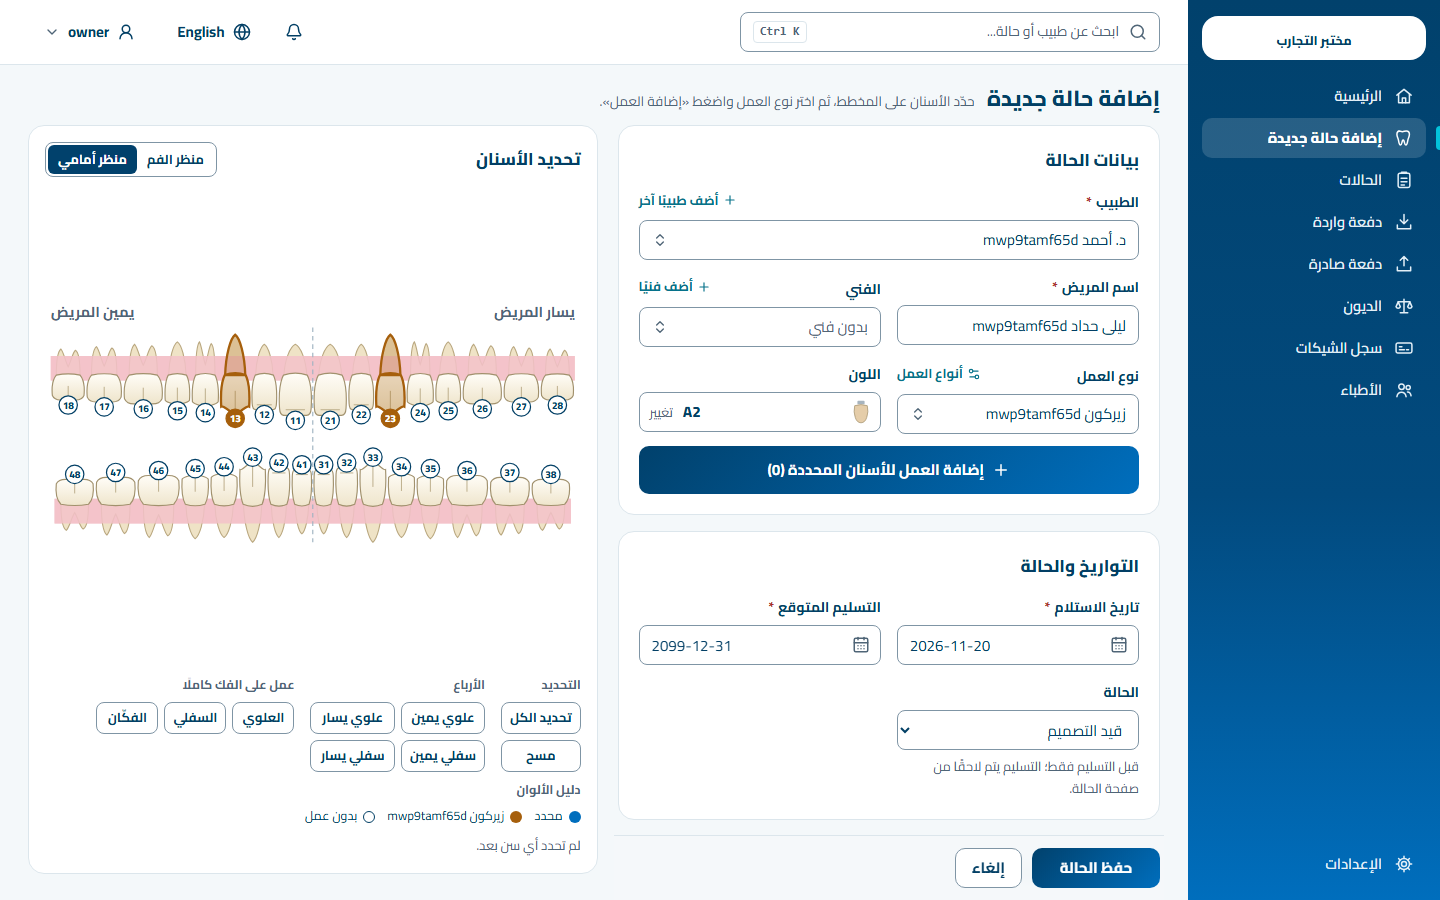 مختبر التجارب
الرئيسية
إضافة حالة جديدة
الحالات
دفعة واردة
دفعة صادرة
الديون
سجل الشيكات
الأطباء
الإعدادات
ابحث عن طبيب أو حالة...
Ctrl K
English
owner
إضافة حالة جديدة
حدّد الأسنان على المخطط، ثم اختر نوع العمل واضغط «إضافة العمل».
بيانات الحالة
الطبيب *
أضف طبيبًا آخر
د. أحمد mwp9tamf65d
اسم المريض *
ليلى حداد mwp9tamf65d
الفني
أضف فنيًا
بدون فني
نوع العمل
أنواع العمل
زيركون mwp9tamf65d
اللون
A2
تغيير
إضافة العمل للأسنان المحددة (0)
التواريخ والحالة
تاريخ الاستلام *
2026-11-20
التسليم المتوقع *
2099-12-31
الحالة
قيد التصميم
قبل التسليم فقط؛ التسليم يتم لاحقًا من
صفحة الحالة.
حفظ الحالة
إلغاء
تحديد الأسنان
منظر الفم
منظر أمامي
يسار المريض
يمين المريض
18 17 16 15 14 13 12 11 21 22 23 24 25 26 27 28
48 47 46 45 44 43 42 41 31 32 33 34 35 36 37 38
التحديد
تحديد الكل
مسح
الأرباع
علوي يمين
علوي يسار
سفلي يمين
سفلي يسار
عمل على الفك كاملًا
العلوي
السفلي
الفكّان
دليل الألوان
محدد
زيركون mwp9tamf65d
بدون عمل
لم تحدد أي سن بعد.